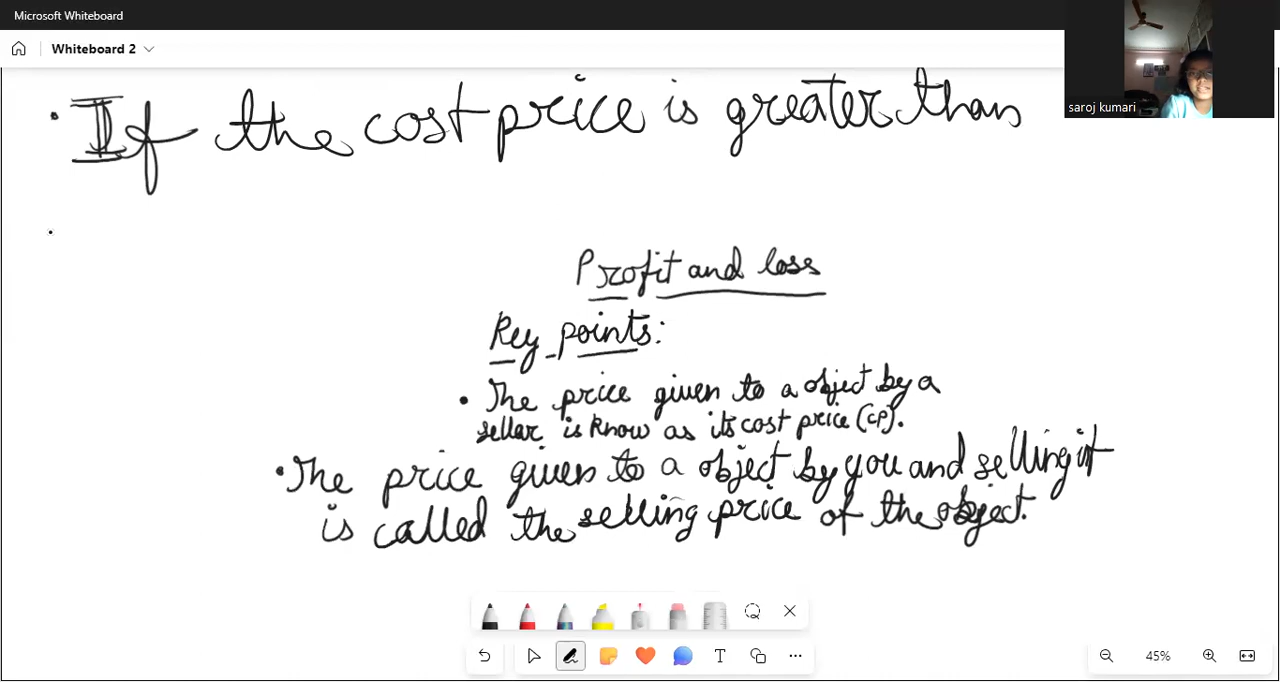 Microsoft Whiteboard
Whiteboard 2
saroj kumari
• If the cost price is greater than
Profit and loss
Key points:
• The price given to a object by a
sellar is know as its cost price (CP).
• The price given to a object by you and selling it
is called the selling price of the object.
45%